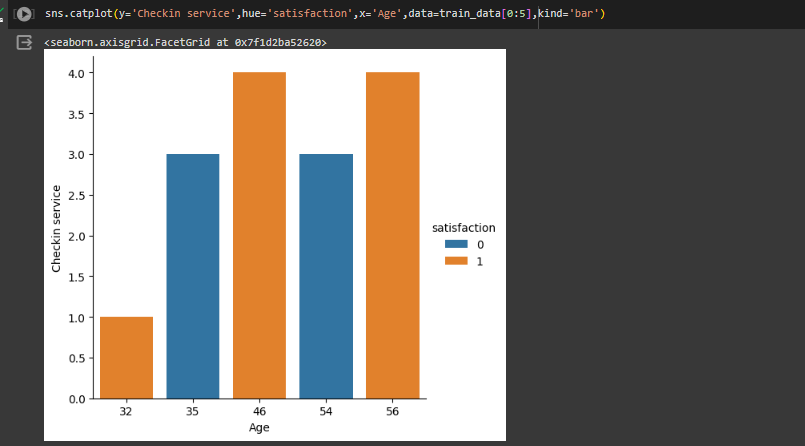 sns.catplot(y='Checkin service',hue='satisfaction',x='Age',data=train_data[0:5],kind='bar')
<seaborn.axisgrid.FacetGrid at 0x7f1d2ba52620>
4.0
3.5
3.0
2.5
2.0
1.5
1.0
0.5
0.0
Checkin service
32 35 46 54 56
Age
satisfaction
0
1